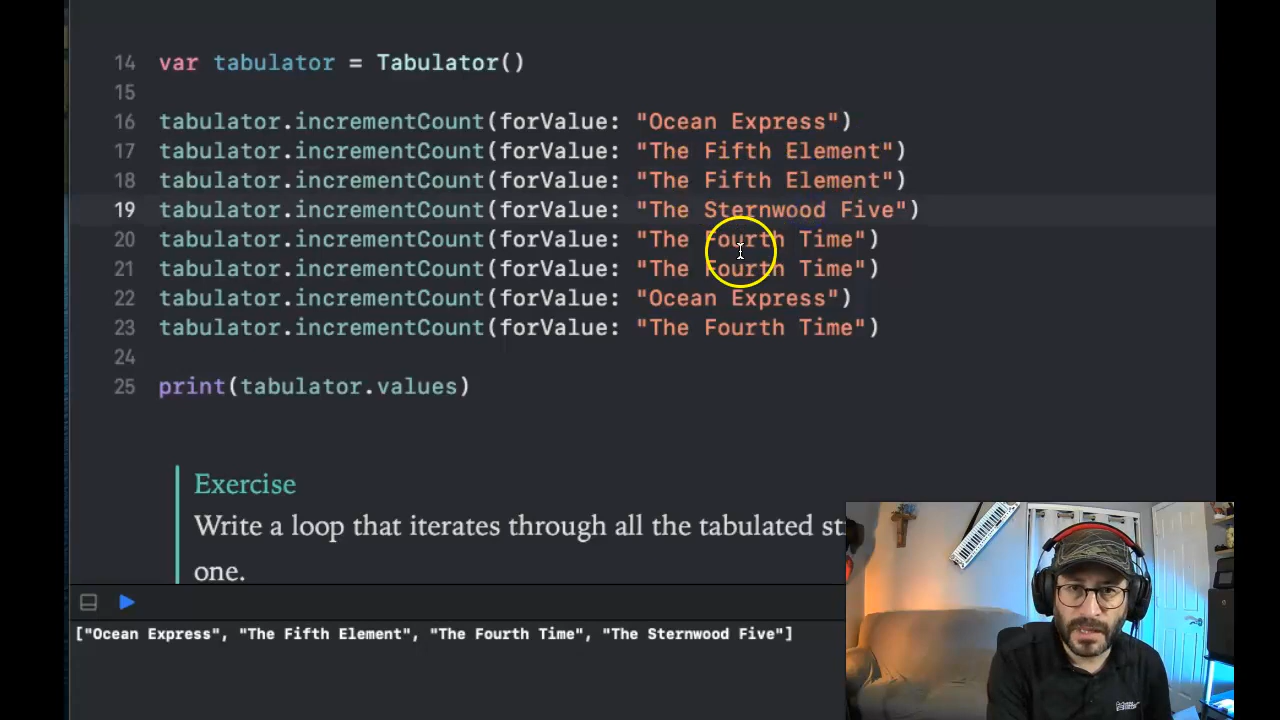 14 var tabulator = Tabulator()
15
16 tabulator.incrementCount(forValue: "Ocean Express")
17 tabulator.incrementCount(forValue: "The Fifth Element")
18 tabulator.incrementCount(forValue: "The Fifth Element")
19 tabulator.incrementCount(forValue: "The Sternwood Five")
20 tabulator.incrementCount(forValue: "The Fourth Time")
21 tabulator.incrementCount(forValue: "The Fourth Time")
22 tabulator.incrementCount(forValue: "Ocean Express")
23 tabulator.incrementCount(forValue: "The Fourth Time")
24
25 print(tabulator.values)
Exercise
Write a loop that iterates through all the tabulated
one.
["Ocean Express", "The Fifth Element", "The Fourth Time", "The Sternwood Five"]